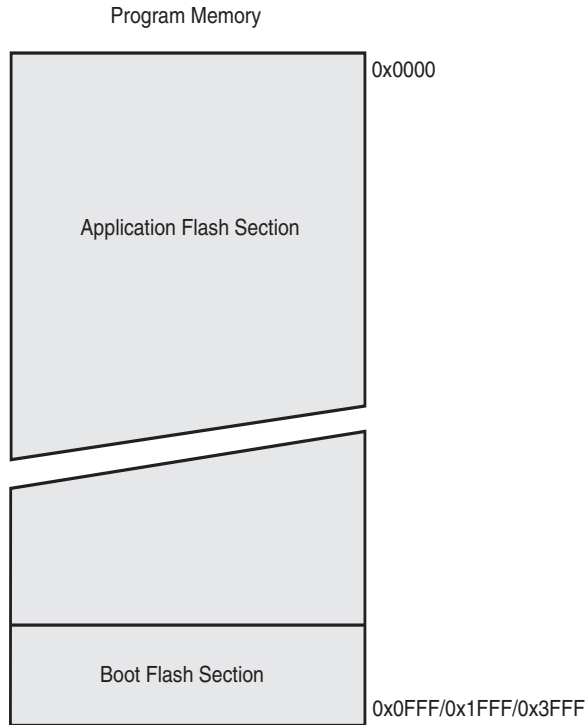 Program Memory
0x0000
Application Flash Section
Boot Flash Section
0x0FFF/0x1FFF/0x3FFF